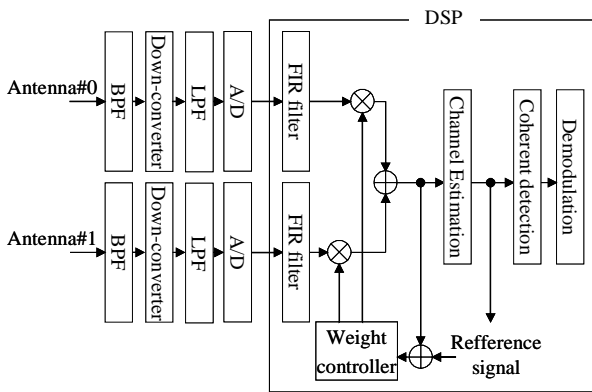 DSP
Antenna#0
BPF
Down-converter
LPF
A/D
FIR filter
Channel Estimation
Coherent detection
Demodulation
Antenna#1
BPF
Down-converter
LPF
A/D
FIR filter
Weight
controller
Refference
signal